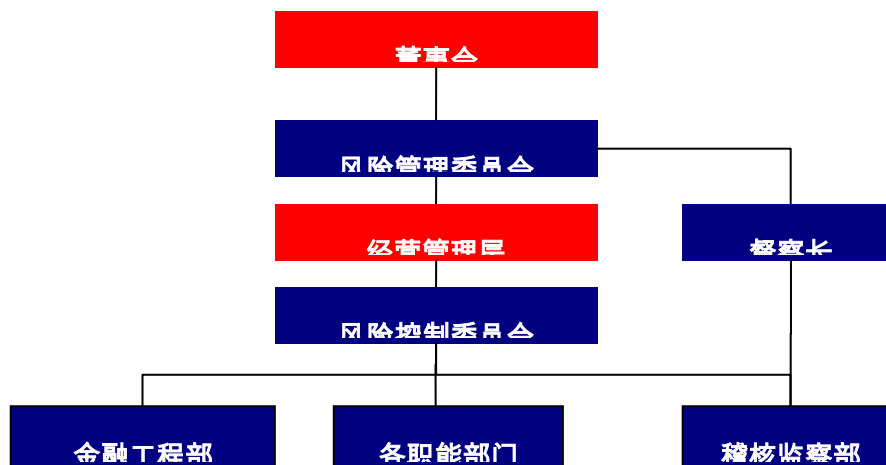 董事会
风险管理委员会
经营管理层
督察长
风险控制委员会
金融工程部
各职能部门
稽核监察部